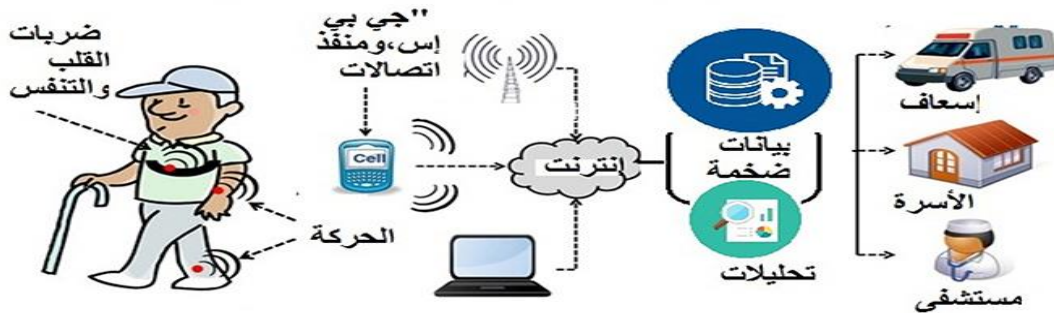 ضربات
القلب
والتنفس
"جي بي
إس،ومنفذ
اتصالات
Cell
الحركة
إنترنت
بيانات
ضخمة
تحليلات
إسعاف
الأسرة
مستشفى